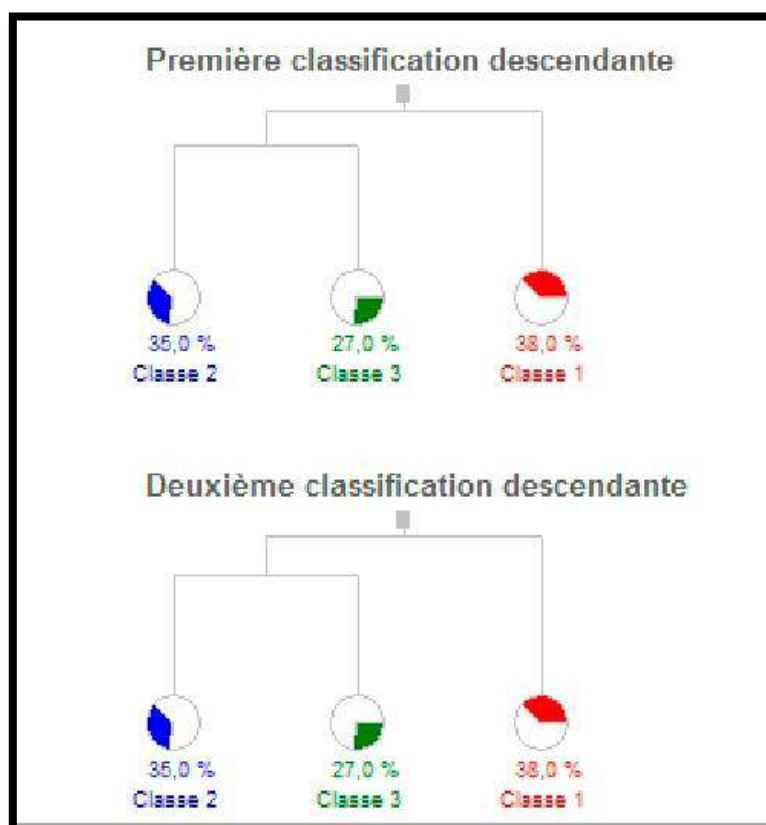 Première classification descendante
35,0 % 27,0 % 38,0 %
Classe 2 Classe 3 Classe 1
Deuxième classification descendante
35,0 % 27,0 % 38,0 %
Classe 2 Classe 3 Classe 1